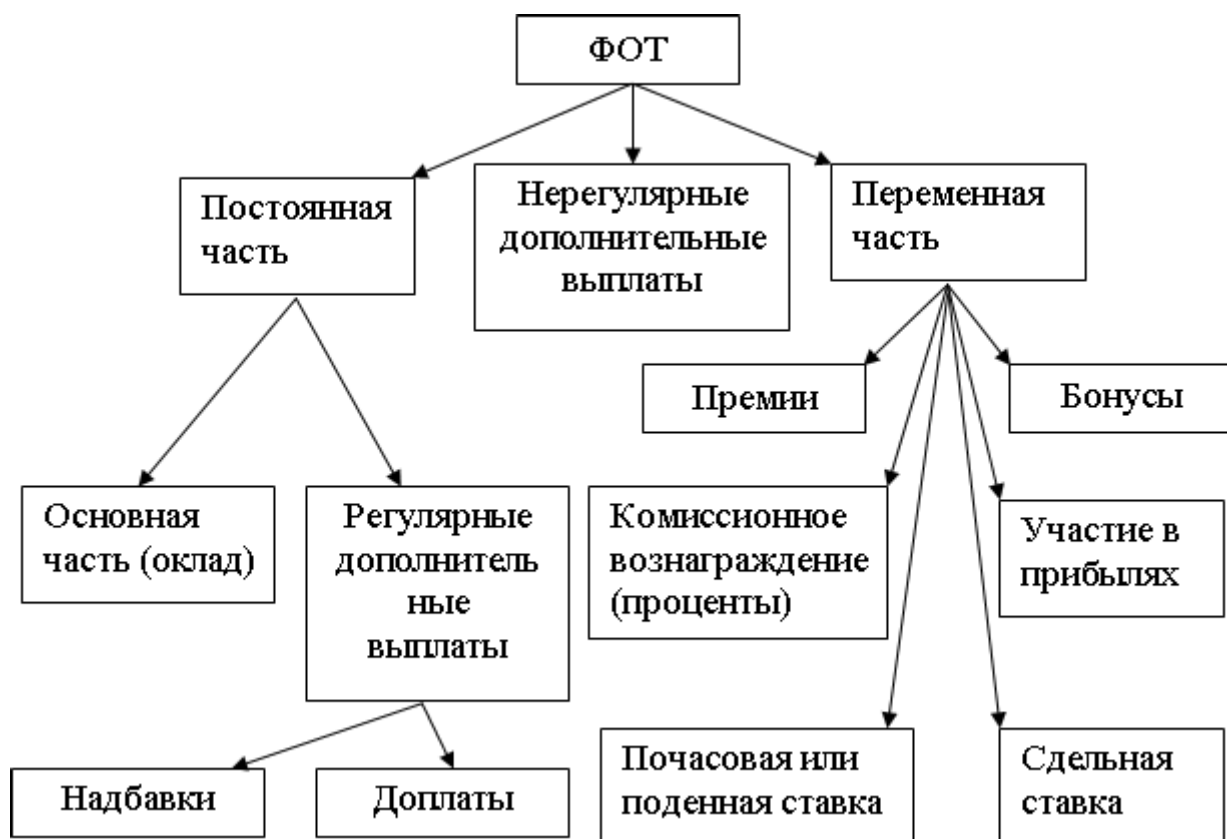 ФОТ
Постоянная
часть
Нерегулярные
дополнительные
выплаты
Переменная
часть
Премии
Бонусы
Основная
часть (оклад)
Регулярные
дополнитель
ные
выплаты
Комиссионное
вознаграждение
(проценты)
Участие в
прибылях
Надбавки
Доплаты
Почасовая или
поденная ставка
Сдельная
ставка